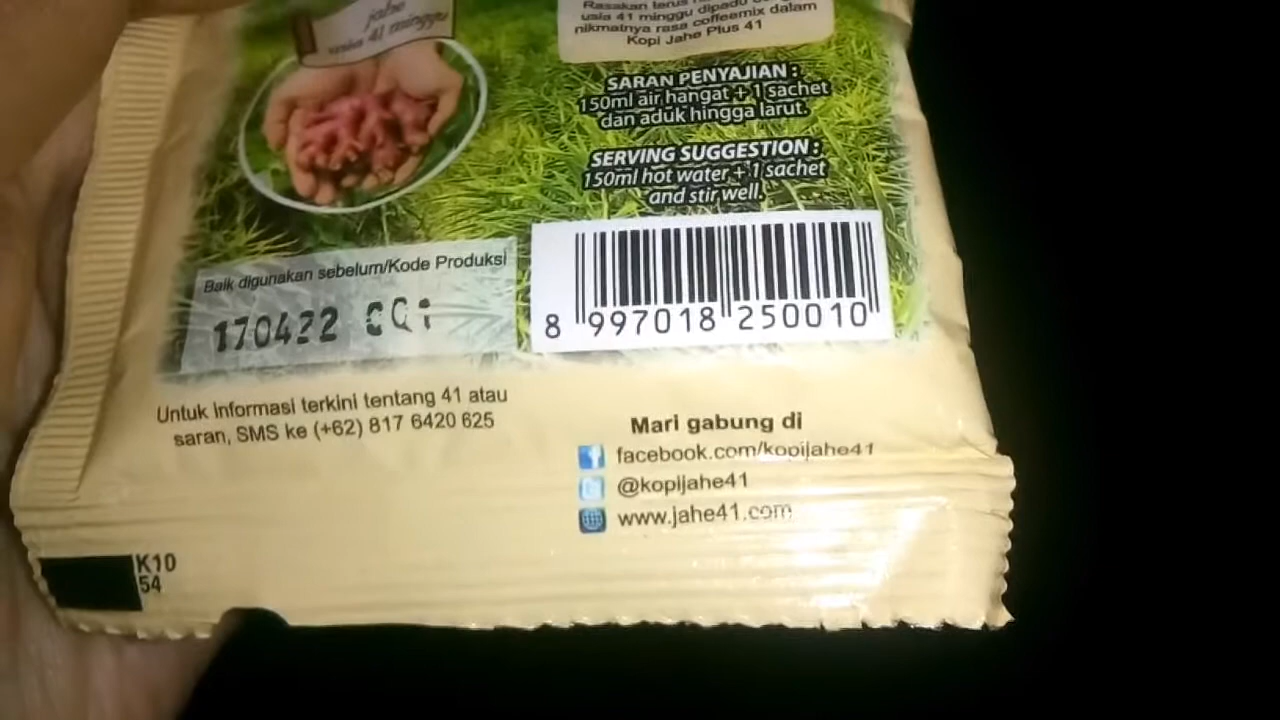 jahe
usia 41 minggu
Rasakan terus
usia 41 minggu dipadu
nikmatnya rasa coffeemix dalam
Kopi Jahe Plus 41
SARAN PENYAJIAN :
150ml air hangat + 1 sachet
dan aduk hingga larut.
SERVING SUGGESTION :
150ml hot water + 1 sachet
and stir well.
Baik digunakan sebelum/Kode Produksi
170422
8 997018 250010
Untuk informasi terkini tentang 41 atau
saran, SMS ke (+62) 817 6420 625
Mari gabung di
facebook.com/kopijahe41
@kopijahe41
www.jahe41.com
K10
54